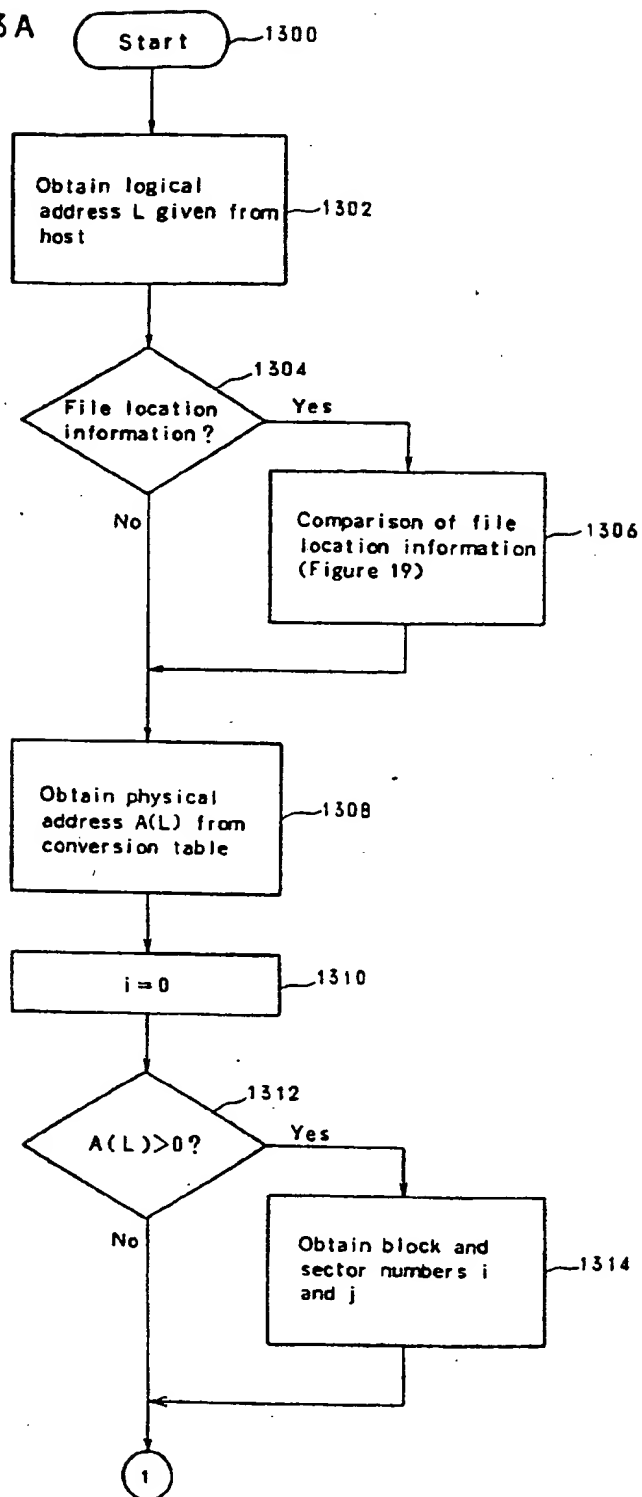 3A
Start
1300
Obtain logical
address L given from
host
1302
1304
File location
information?
Yes
No
Comparison of file
location information
(Figure 19)
1306
Obtain physical
address A(L) from
conversion table
1308
i=0
1310
1312
A(L)>0?
Yes
No
Obtain block and
sector numbers i
and j
1314
1